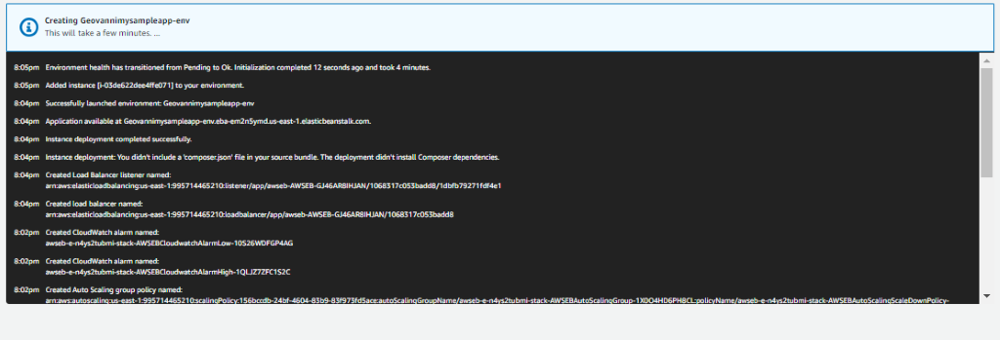 Creating Geovannimysampleapp-env
This will take a few minutes. ...
8:05pm Environment health has transitioned from Pending to Ok. Initialization completed 12 seconds ago and took 4 minutes.
8:05pm Added instance [i-03de622dee4ffe071] to your environment.
8:04pm Successfully launched environment: Geovannimysampleapp-env
8:04pm Application available at Geovannimysampleapp-env.eba-em2n5ymd.us-east-1.elasticbeanstalk.com.
8:04pm Instance deployment completed successfully.
8:04pm Instance deployment: You didn't include a 'composer.json' file in your source bundle. The deployment didn't install Composer dependencies.
8:04pm Created Load Balancer listener named:
arn:aws:elasticloadbalancing:us-east-1:995714465210:listener/app/awseb-AWSEB-GJ46AR8IHJAN/1068317c053badd8/1dbfb79271fdf4e1
8:04pm Created load balancer named:
arn:aws:elasticloadbalancing:us-east-1:995714465210:loadbalancer/app/awseb-AWSEB-GJ46AR8IHJAN/1068317c053badd8
8:02pm Created CloudWatch alarm named:
awseb-e-n4ys2tubmi-stack-AWSEBCloudwatchAlarmLow-10S26WDFGP4AG
8:02pm Created CloudWatch alarm named:
awseb-e-n4ys2tubmi-stack-AWSEBCloudwatchAlarmHigh-1QLJZ7ZFC1S2C
8:02pm Created Auto Scaling group policy named:
arn:aws:autoscaling:us-east-1:995714465210:scalingPolicy:156bccdb-24bf-4604-83b9-83f973fd5ace:autoScalingGroupName/awseb-e-n4ys2tubmi-stack-AWSEBAutoScalingGroup-1X0O4HD6PH8CL:policyName/awseb-e-n4ys2tubmi-stack-AWSEBAutoScalingScaleDownPolicy-